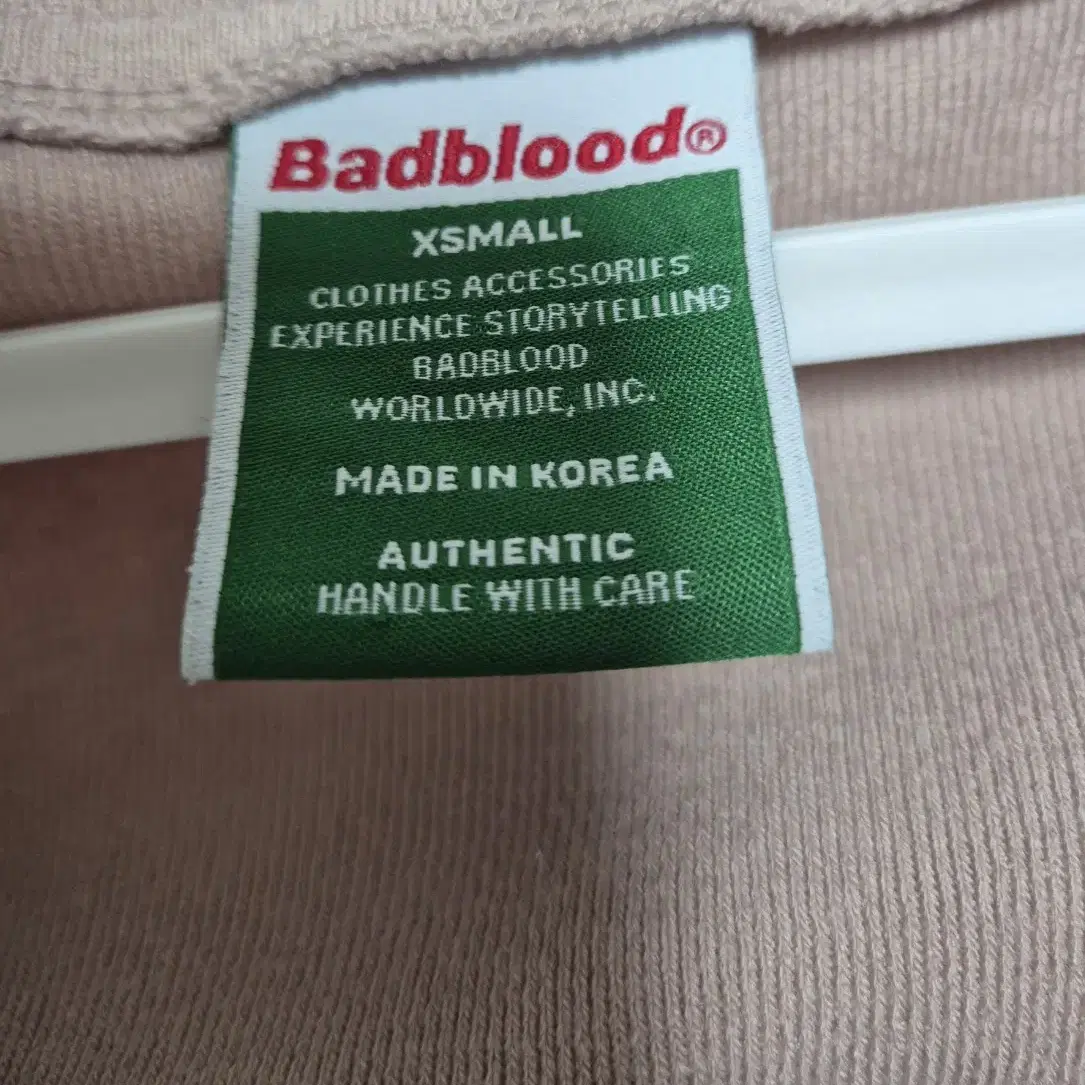 Badblood®
XSMALL
CLOTHES ACCESSORIES
EXPERIENCE STORYTELLING
BADBLOOD
WORLDWIDE, INC.
MADE IN KOREA
AUTHENTIC
HANDLE WITH CARE